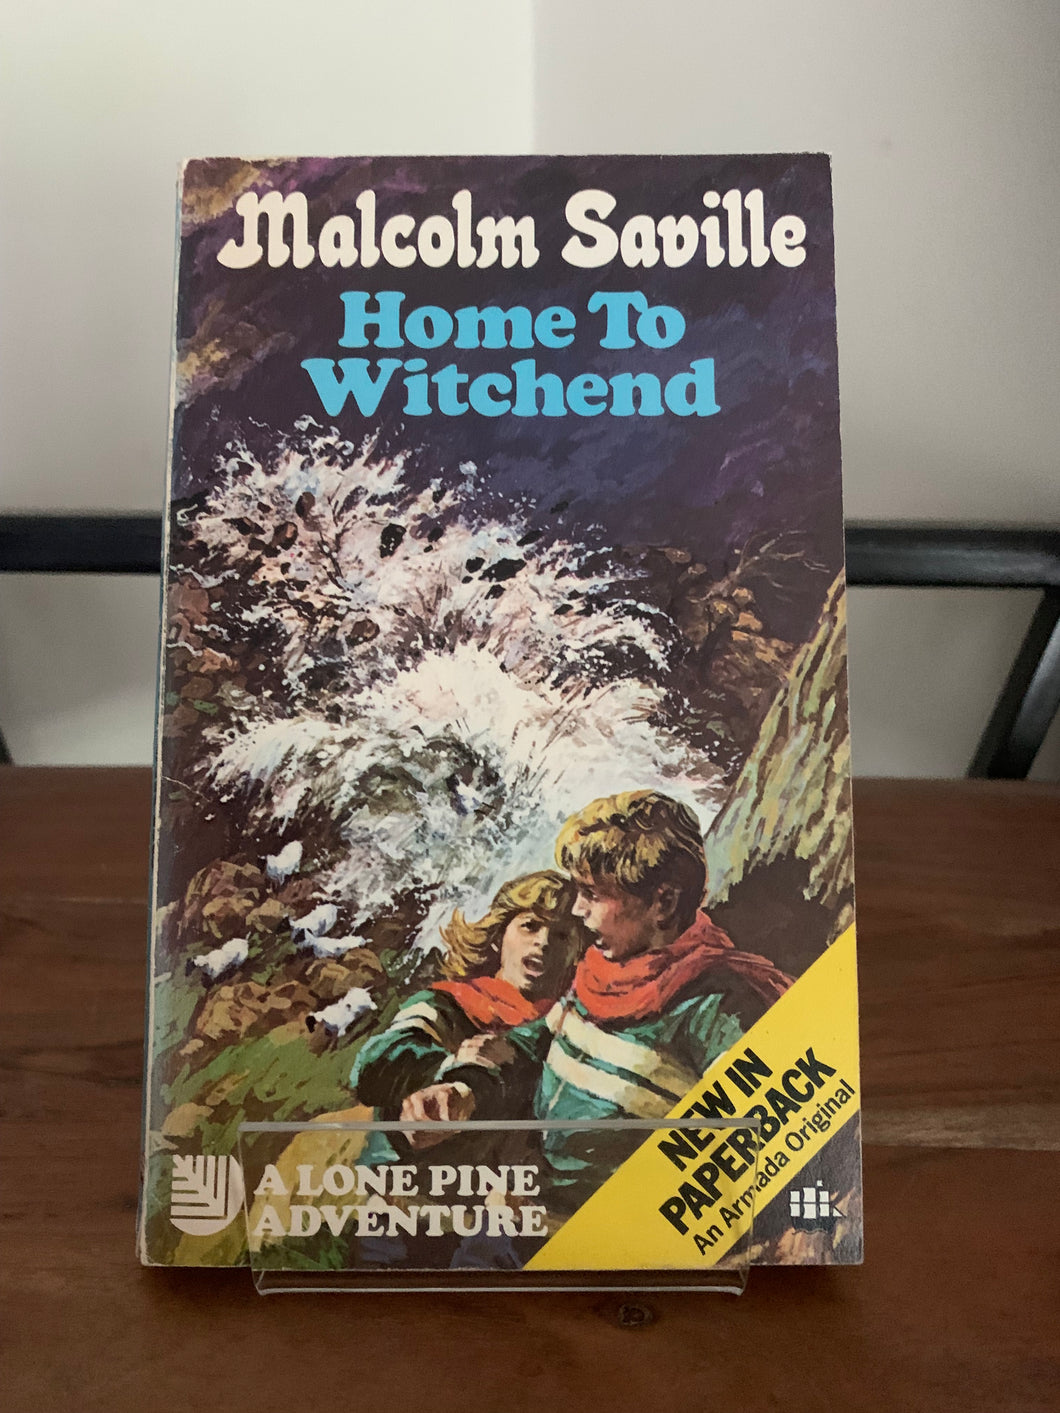 Malcolm Saville
Home To
Witchend
NEW IN
PAPERBACK
An Armada Original
A LONE PINE
ADVENTURE